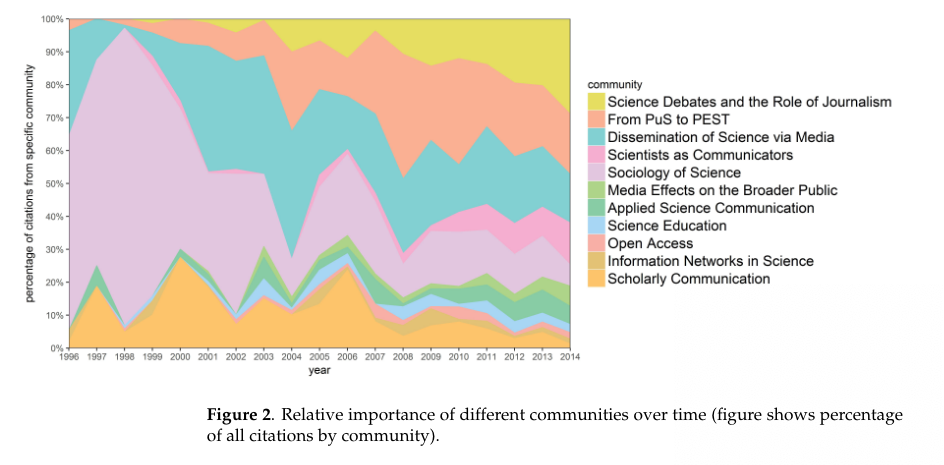 100%
90%
80%
70%
60%
50%
40%
30%
20%
10%
0%
percentage of citations from specific community
1996 1997 1998 1999 2000 2001 2002 2003 2004 2005 2006 2007 2008 2009 2010 2011 2012 2013 2014
year
community
Science Debates and the Role of Journalism
From PuS to PEST
Dissemination of Science via Media
Scientists as Communicators
Sociology of Science
Media Effects on the Broader Public
Applied Science Communication
Science Education
Open Access
Information Networks in Science
Scholarly Communication
Figure 2. Relative importance of different communities over time (figure shows percentage
of all citations by community).